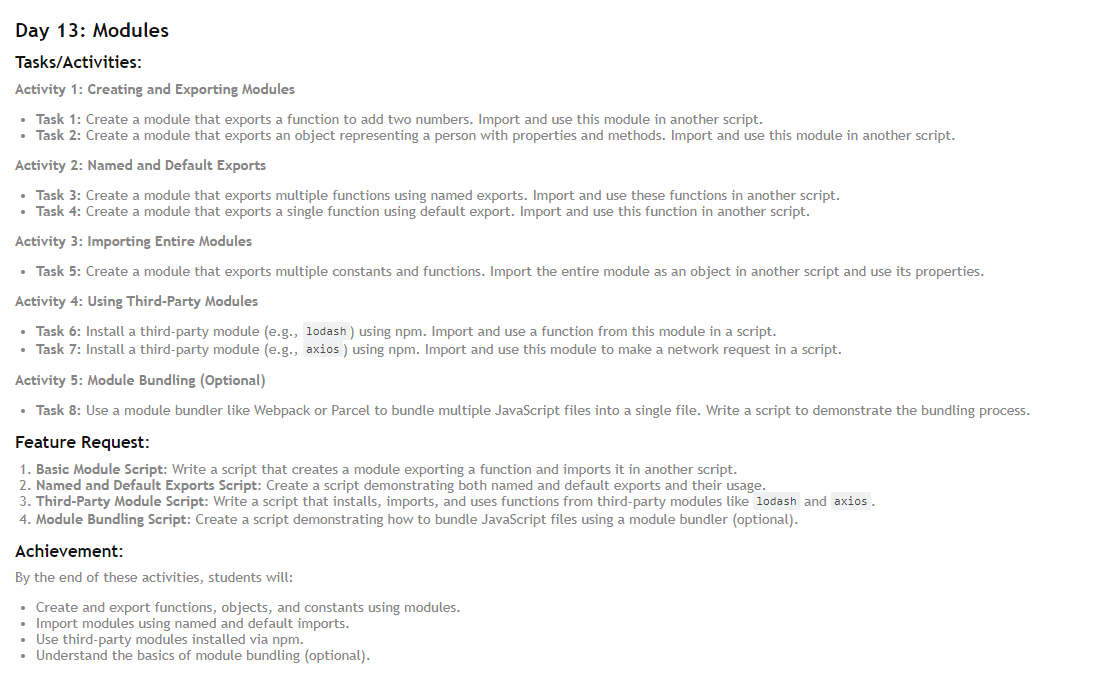 Day 13: Modules
Tasks/Activities:
Activity 1: Creating and Exporting Modules
• Task 1: Create a module that exports a function to add two numbers. Import and use this module in another script.
• Task 2: Create a module that exports an object representing a person with properties and methods. Import and use this module in another script.
Activity 2: Named and Default Exports
• Task 3: Create a module that exports multiple functions using named exports. Import and use these functions in another script.
• Task 4: Create a module that exports a single function using default export. Import and use this function in another script.
Activity 3: Importing Entire Modules
• Task 5: Create a module that exports multiple constants and functions. Import the entire module as an object in another script and use its properties.
Activity 4: Using Third-Party Modules
• Task 6: Install a third-party module (e.g., lodash) using npm. Import and use a function from this module in a script.
• Task 7: Install a third-party module (e.g., axios) using npm. Import and use this module to make a network request in a script.
Activity 5: Module Bundling (Optional)
• Task 8: Use a module bundler like Webpack or Parcel to bundle multiple JavaScript files into a single file. Write a script to demonstrate the bundling process.
Feature Request:
1. Basic Module Script: Write a script that creates a module exporting a function and imports it in another script.
2. Named and Default Exports Script: Create a script demonstrating both named and default exports and their usage.
3. Third-Party Module Script: Write a script that installs, imports, and uses functions from third-party modules like lodash and axios.
4. Module Bundling Script: Create a script demonstrating how to bundle JavaScript files using a module bundler (optional).
Achievement:
By the end of these activities, students will:
• Create and export functions, objects, and constants using modules.
• Import modules using named and default imports.
• Use third-party modules installed via npm.
• Understand the basics of module bundling (optional).